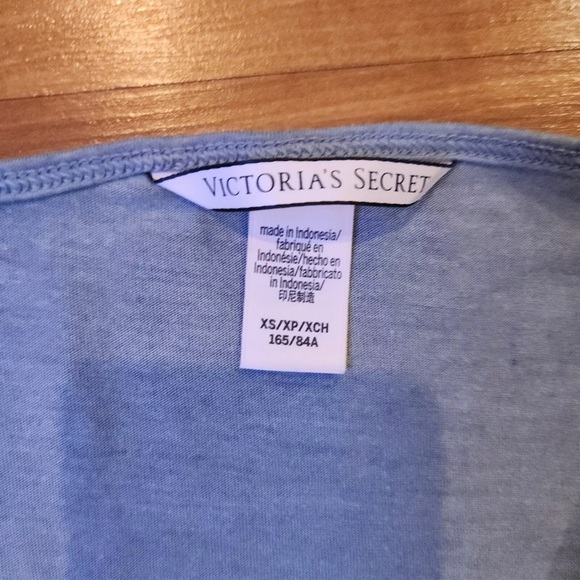 VICTORIA'S SECRET
made in Indonesia/
fabriqué en
Indonésie/hecho en
Indonesia/fabbricato
in Indonesia/
印尼制造
XS/XP/XCH
165/84A